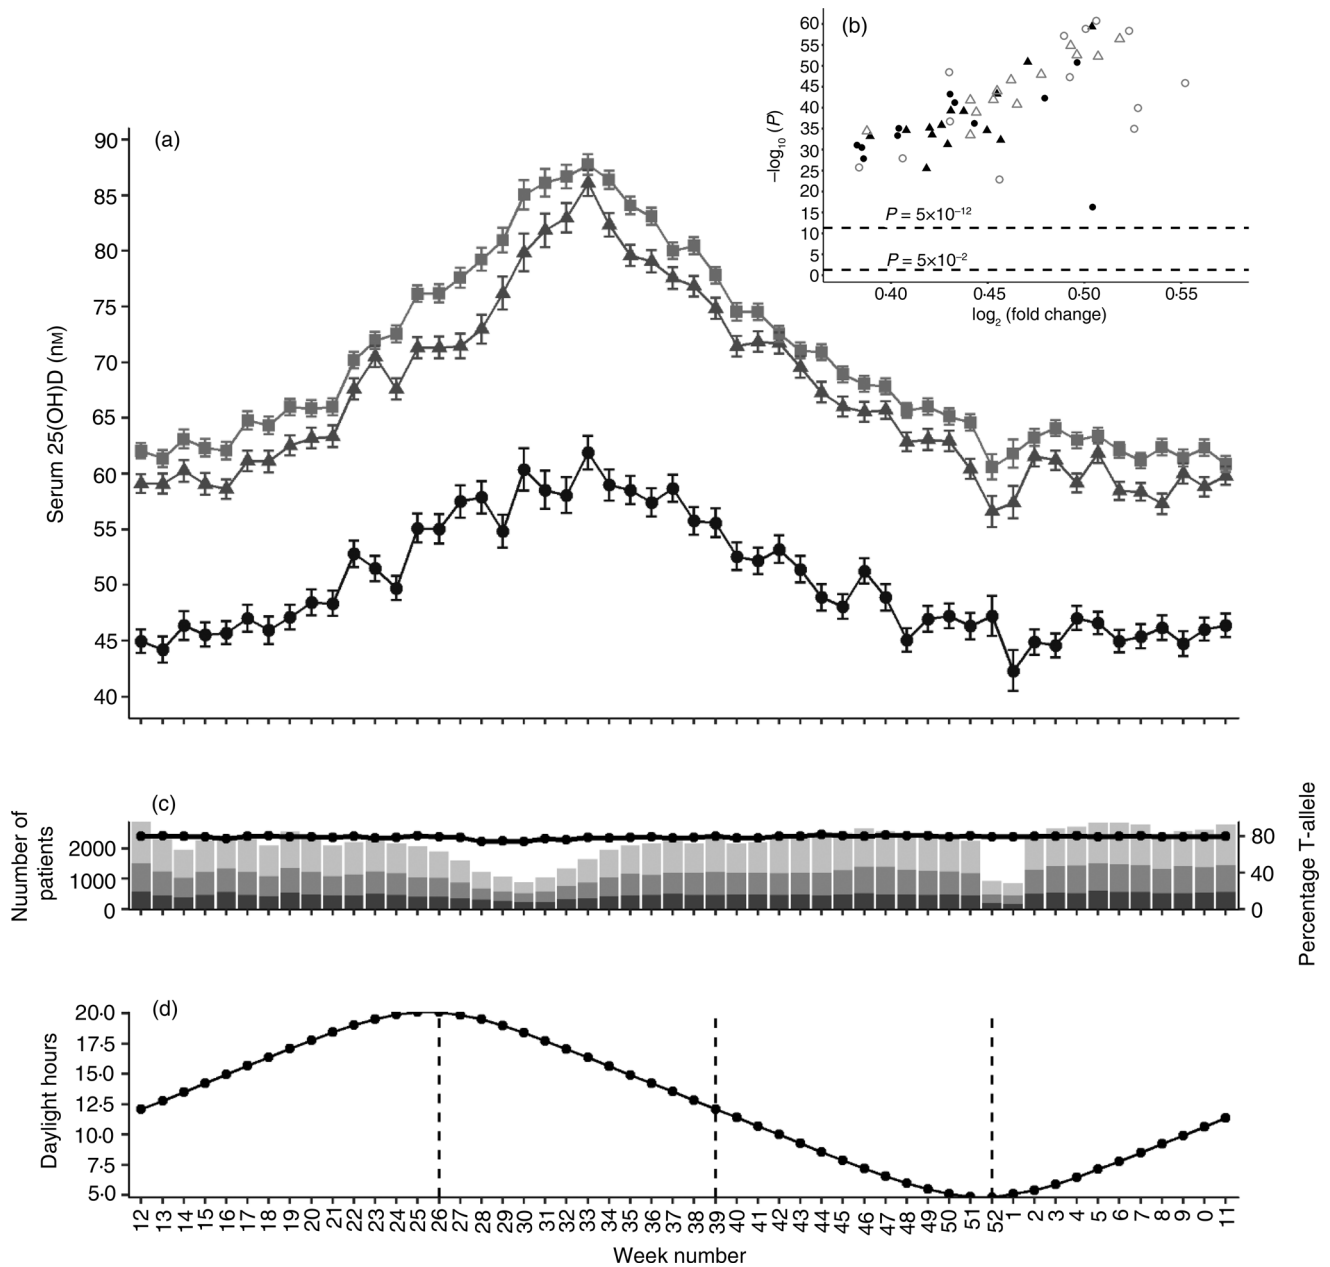 (b)
60
55
50
45
40
35
30
25
20
15
10
5
0
–log10 (P)
P = 5×10–12
P = 5×10–2
0·40 0·45 0·50 0·55
log2 (fold change)
(a)
90
85
80
75
70
65
60
55
50
45
40
Serum 25(OH)D (nM)
(c)
Number of
patients
2000
1000
0
80
40
0
Percentage T-allele
(d)
20·0
17·5
15·0
12·5
10·0
7·5
5·0
Daylight hours
12 13 14 15 16 17 18 19 20 21 22 23 24 25 26 27 28 29 30 31 32 33 34 35 36 37 38 39 40 41 42 43 44 45 46 47 48 49 50 51 52 1 2 3 4 5 6 7 8 9 0 11
Week number